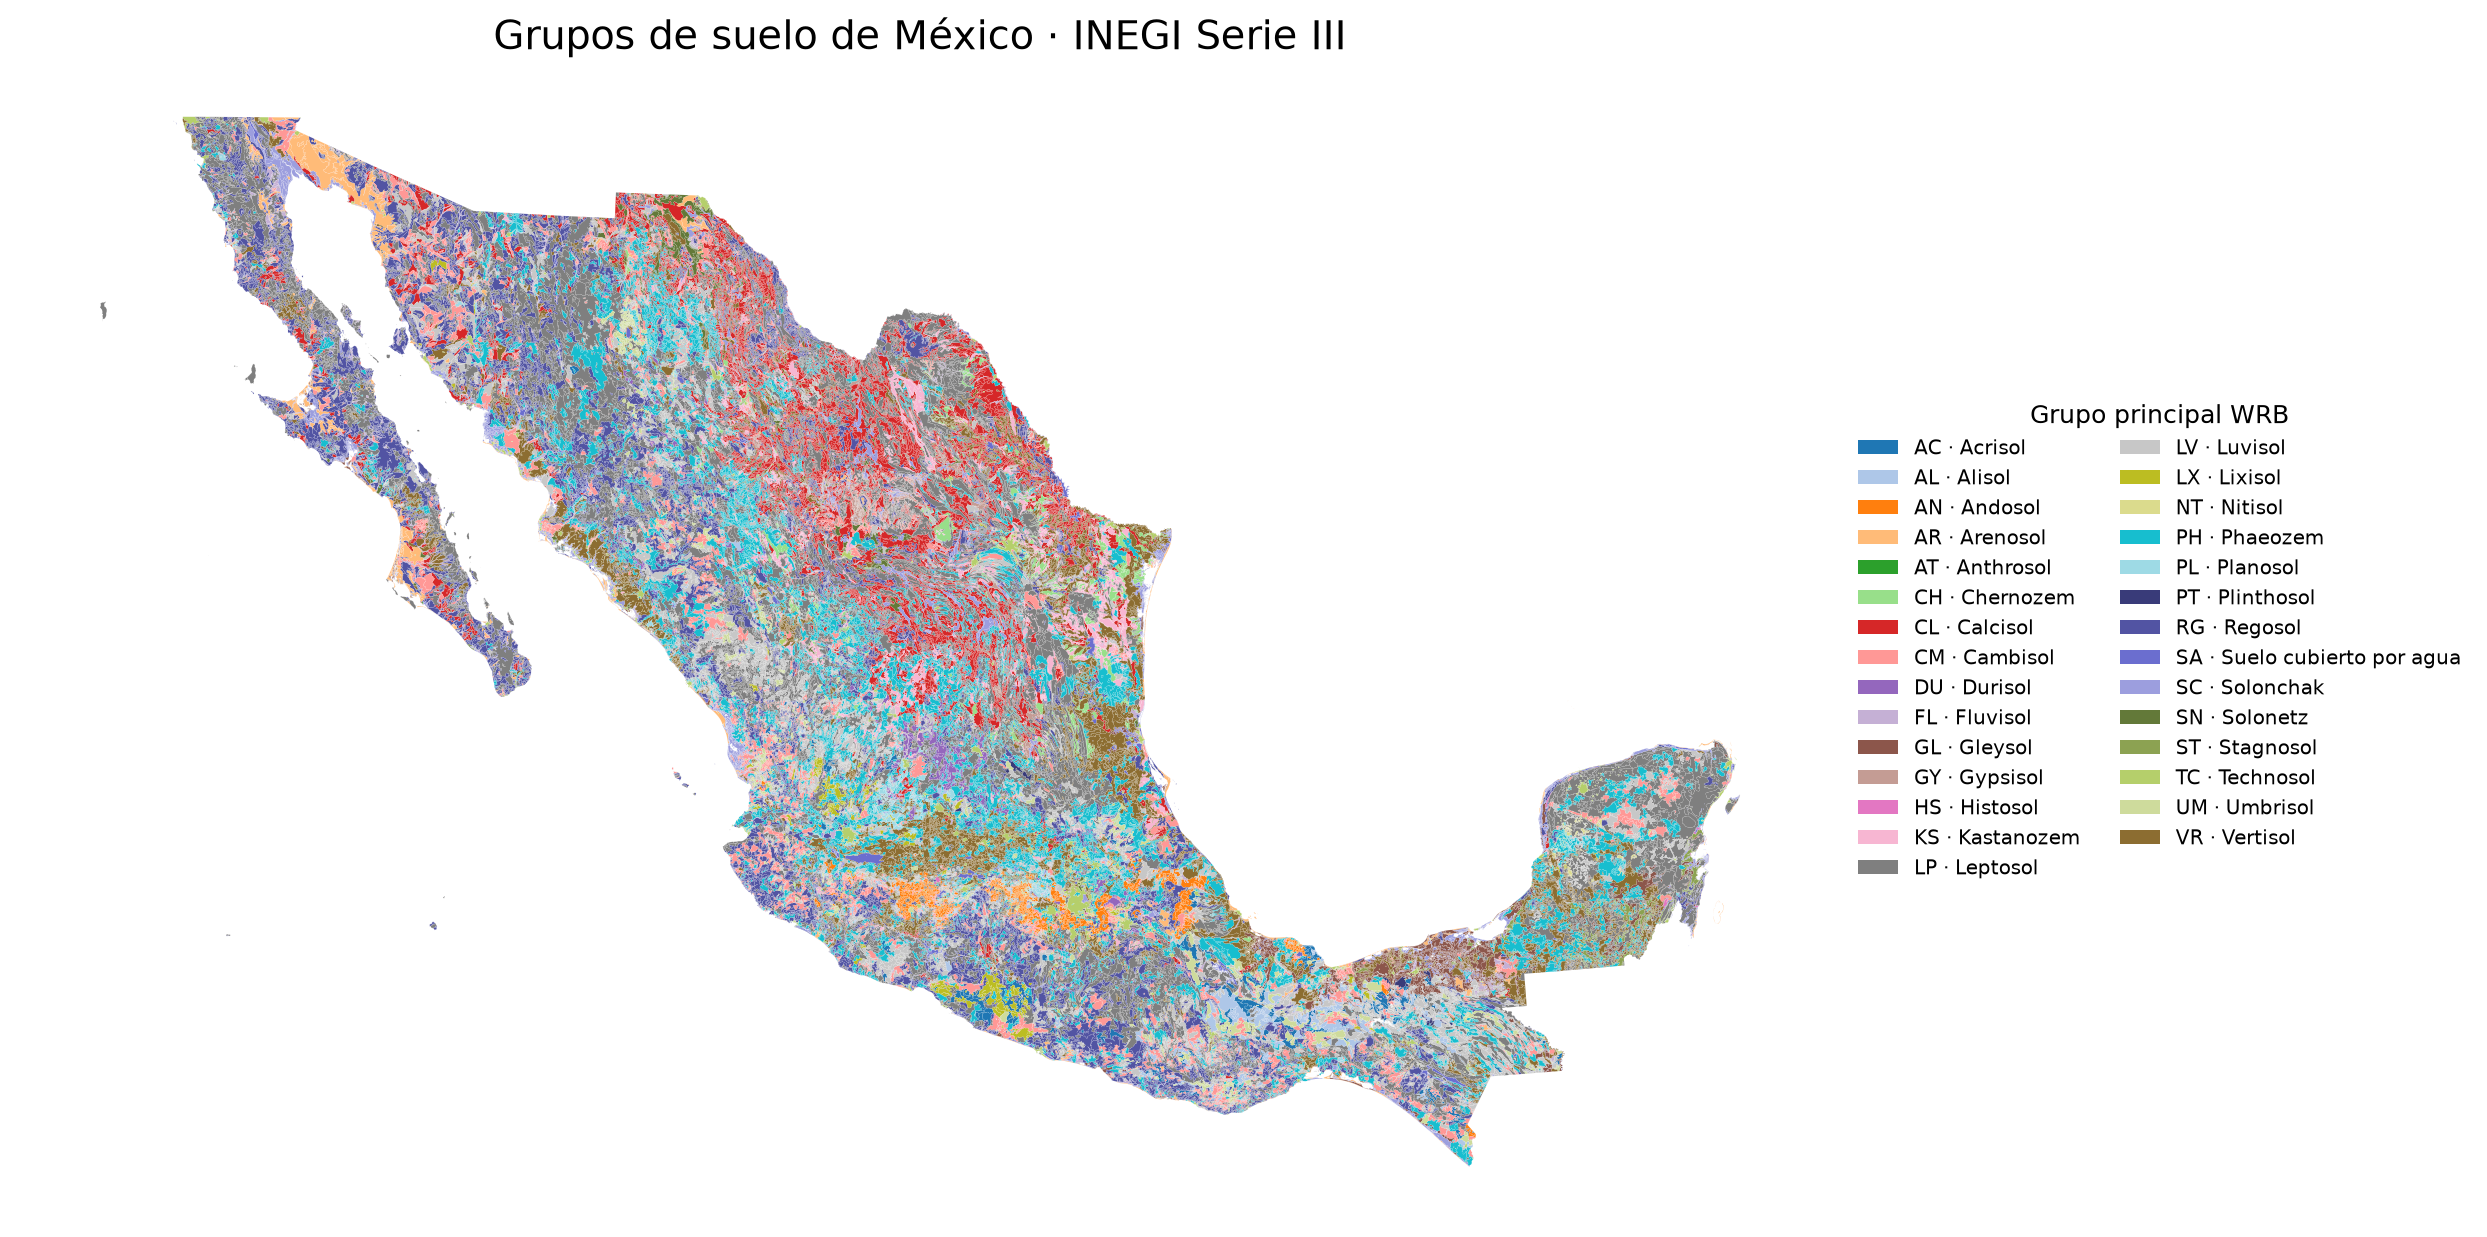 Grupos de suelo de México · INEGI Serie III
Grupo principal WRB
AC · Acrisol
AL · Alisol
AN · Andosol
AR · Arenosol
AT · Anthrosol
CH · Chernozem
CL · Calcisol
CM · Cambisol
DU · Durisol
FL · Fluvisol
GL · Gleysol
GY · Gypsisol
HS · Histosol
KS · Kastanozem
LP · Leptosol
LV · Luvisol
LX · Lixisol
NT · Nitisol
PH · Phaeozem
PL · Planosol
PT · Plinthosol
RG · Regosol
SA · Suelo cubierto por agua
SC · Solonchak
SN · Solonetz
ST · Stagnosol
TC · Technosol
UM · Umbrisol
VR · Vertisol